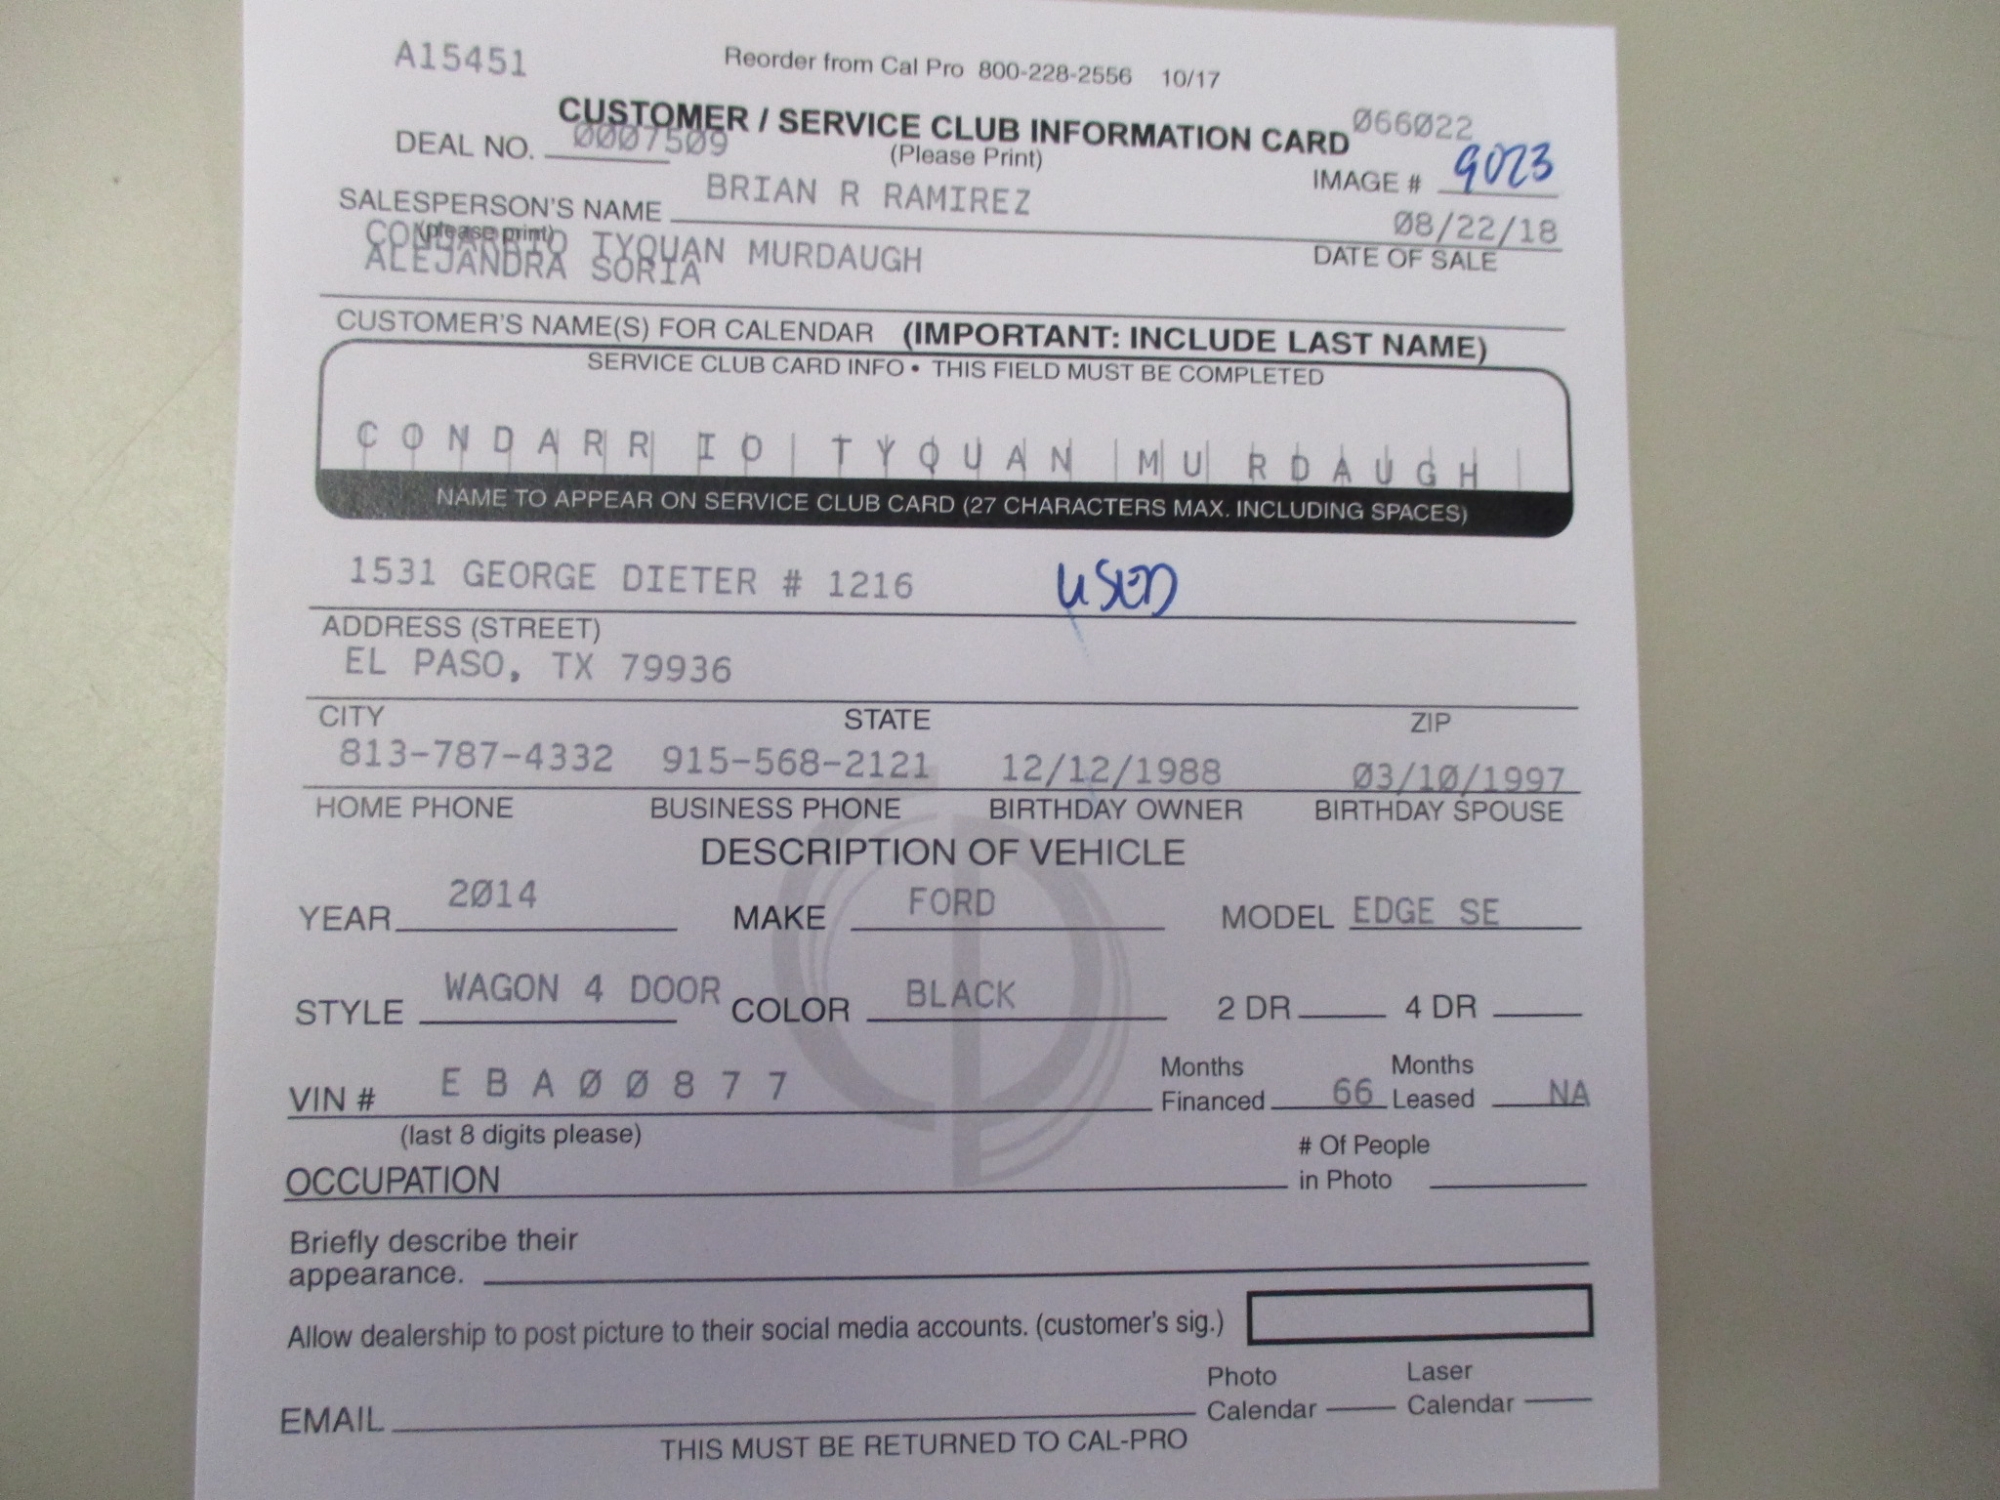 A15451 Reorder from Cal Pro 800-228-2556 10/17
CUSTOMER / SERVICE CLUB INFORMATION CARD 066022
DEAL NO. 0007509 (Please Print) IMAGE # 9023
SALESPERSON'S NAME BRIAN R RAMIREZ 08/22/18
(please print) DATE OF SALE
CONDARRIO TYQUAN MURDAUGH
ALEJANDRA SORIA
CUSTOMER'S NAME(S) FOR CALENDAR (IMPORTANT: INCLUDE LAST NAME)
SERVICE CLUB CARD INFO • THIS FIELD MUST BE COMPLETED
CONDARRIO TYQUAN MURDAUGH
NAME TO APPEAR ON SERVICE CLUB CARD (27 CHARACTERS MAX. INCLUDING SPACES)
1531 GEORGE DIETER # 1216 USED
ADDRESS (STREET)
EL PASO, TX 79936
CITY STATE ZIP
813-787-4332 915-568-2121 12/12/1988 03/10/1997
HOME PHONE BUSINESS PHONE BIRTHDAY OWNER BIRTHDAY SPOUSE
DESCRIPTION OF VEHICLE
YEAR 2014 MAKE FORD MODEL EDGE SE
STYLE WAGON 4 DOOR COLOR BLACK 2 DR 4 DR
VIN # E B A 0 0 8 7 7 Months Financed 66 Months Leased NA
(last 8 digits please)
OCCUPATION # Of People in Photo
Briefly describe their
appearance.
Allow dealership to post picture to their social media accounts. (customer's sig.)
EMAIL Photo Calendar Laser Calendar
THIS MUST BE RETURNED TO CAL-PRO